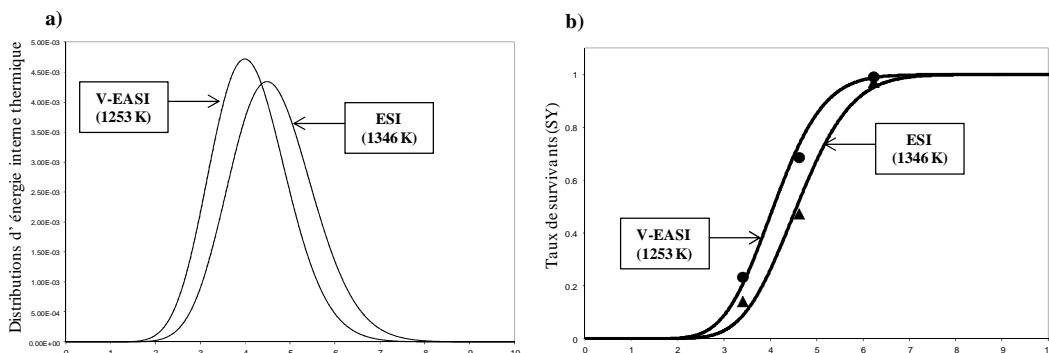 a)
Distributions d' énergie interne thermique
5.00E-03
4.50E-03
4.00E-03
3.50E-03
3.00E-03
2.50E-03
2.00E-03
1.50E-03
1.00E-03
5.00E-04
0.00E+00
0 1 2 3 4 5 6 7 8 9 10
V-EASI
(1253 K)
ESI
(1346 K)
b)
Taux de survivants (SY)
1
0.8
0.6
0.4
0.2
0
0 1 2 3 4 5 6 7 8 9
ESI
(1346 K)
V-EASI
(1253 K)